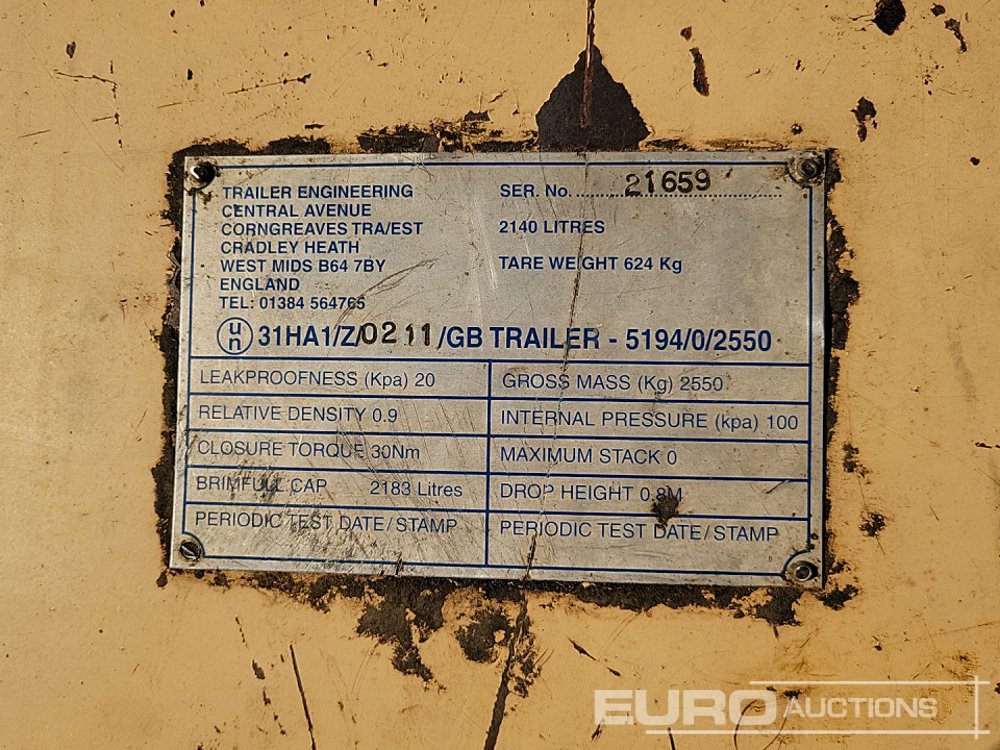 TRAILER ENGINEERING
CENTRAL AVENUE
CORNGREAVES TRA/EST
CRADLEY HEATH
WEST MIDS B64 7BY
ENGLAND
TEL: 01384 564765
SER. No. 21659
2140 LITRES
TARE WEIGHT 624 Kg
un 31HA1/Z/0211/GB TRAILER - 5194/0/2550
LEAKPROOFNESS (Kpa) 20
GROSS MASS (Kg) 2550
RELATIVE DENSITY 0.9
INTERNAL PRESSURE (kpa) 100
CLOSURE TORQUE 30Nm
MAXIMUM STACK 0
BRIMFULL CAP 2183 Litres
DROP HEIGHT 0.8M
PERIODIC TEST DATE/STAMP
PERIODIC TEST DATE/STAMP
EURO AUCTIONS